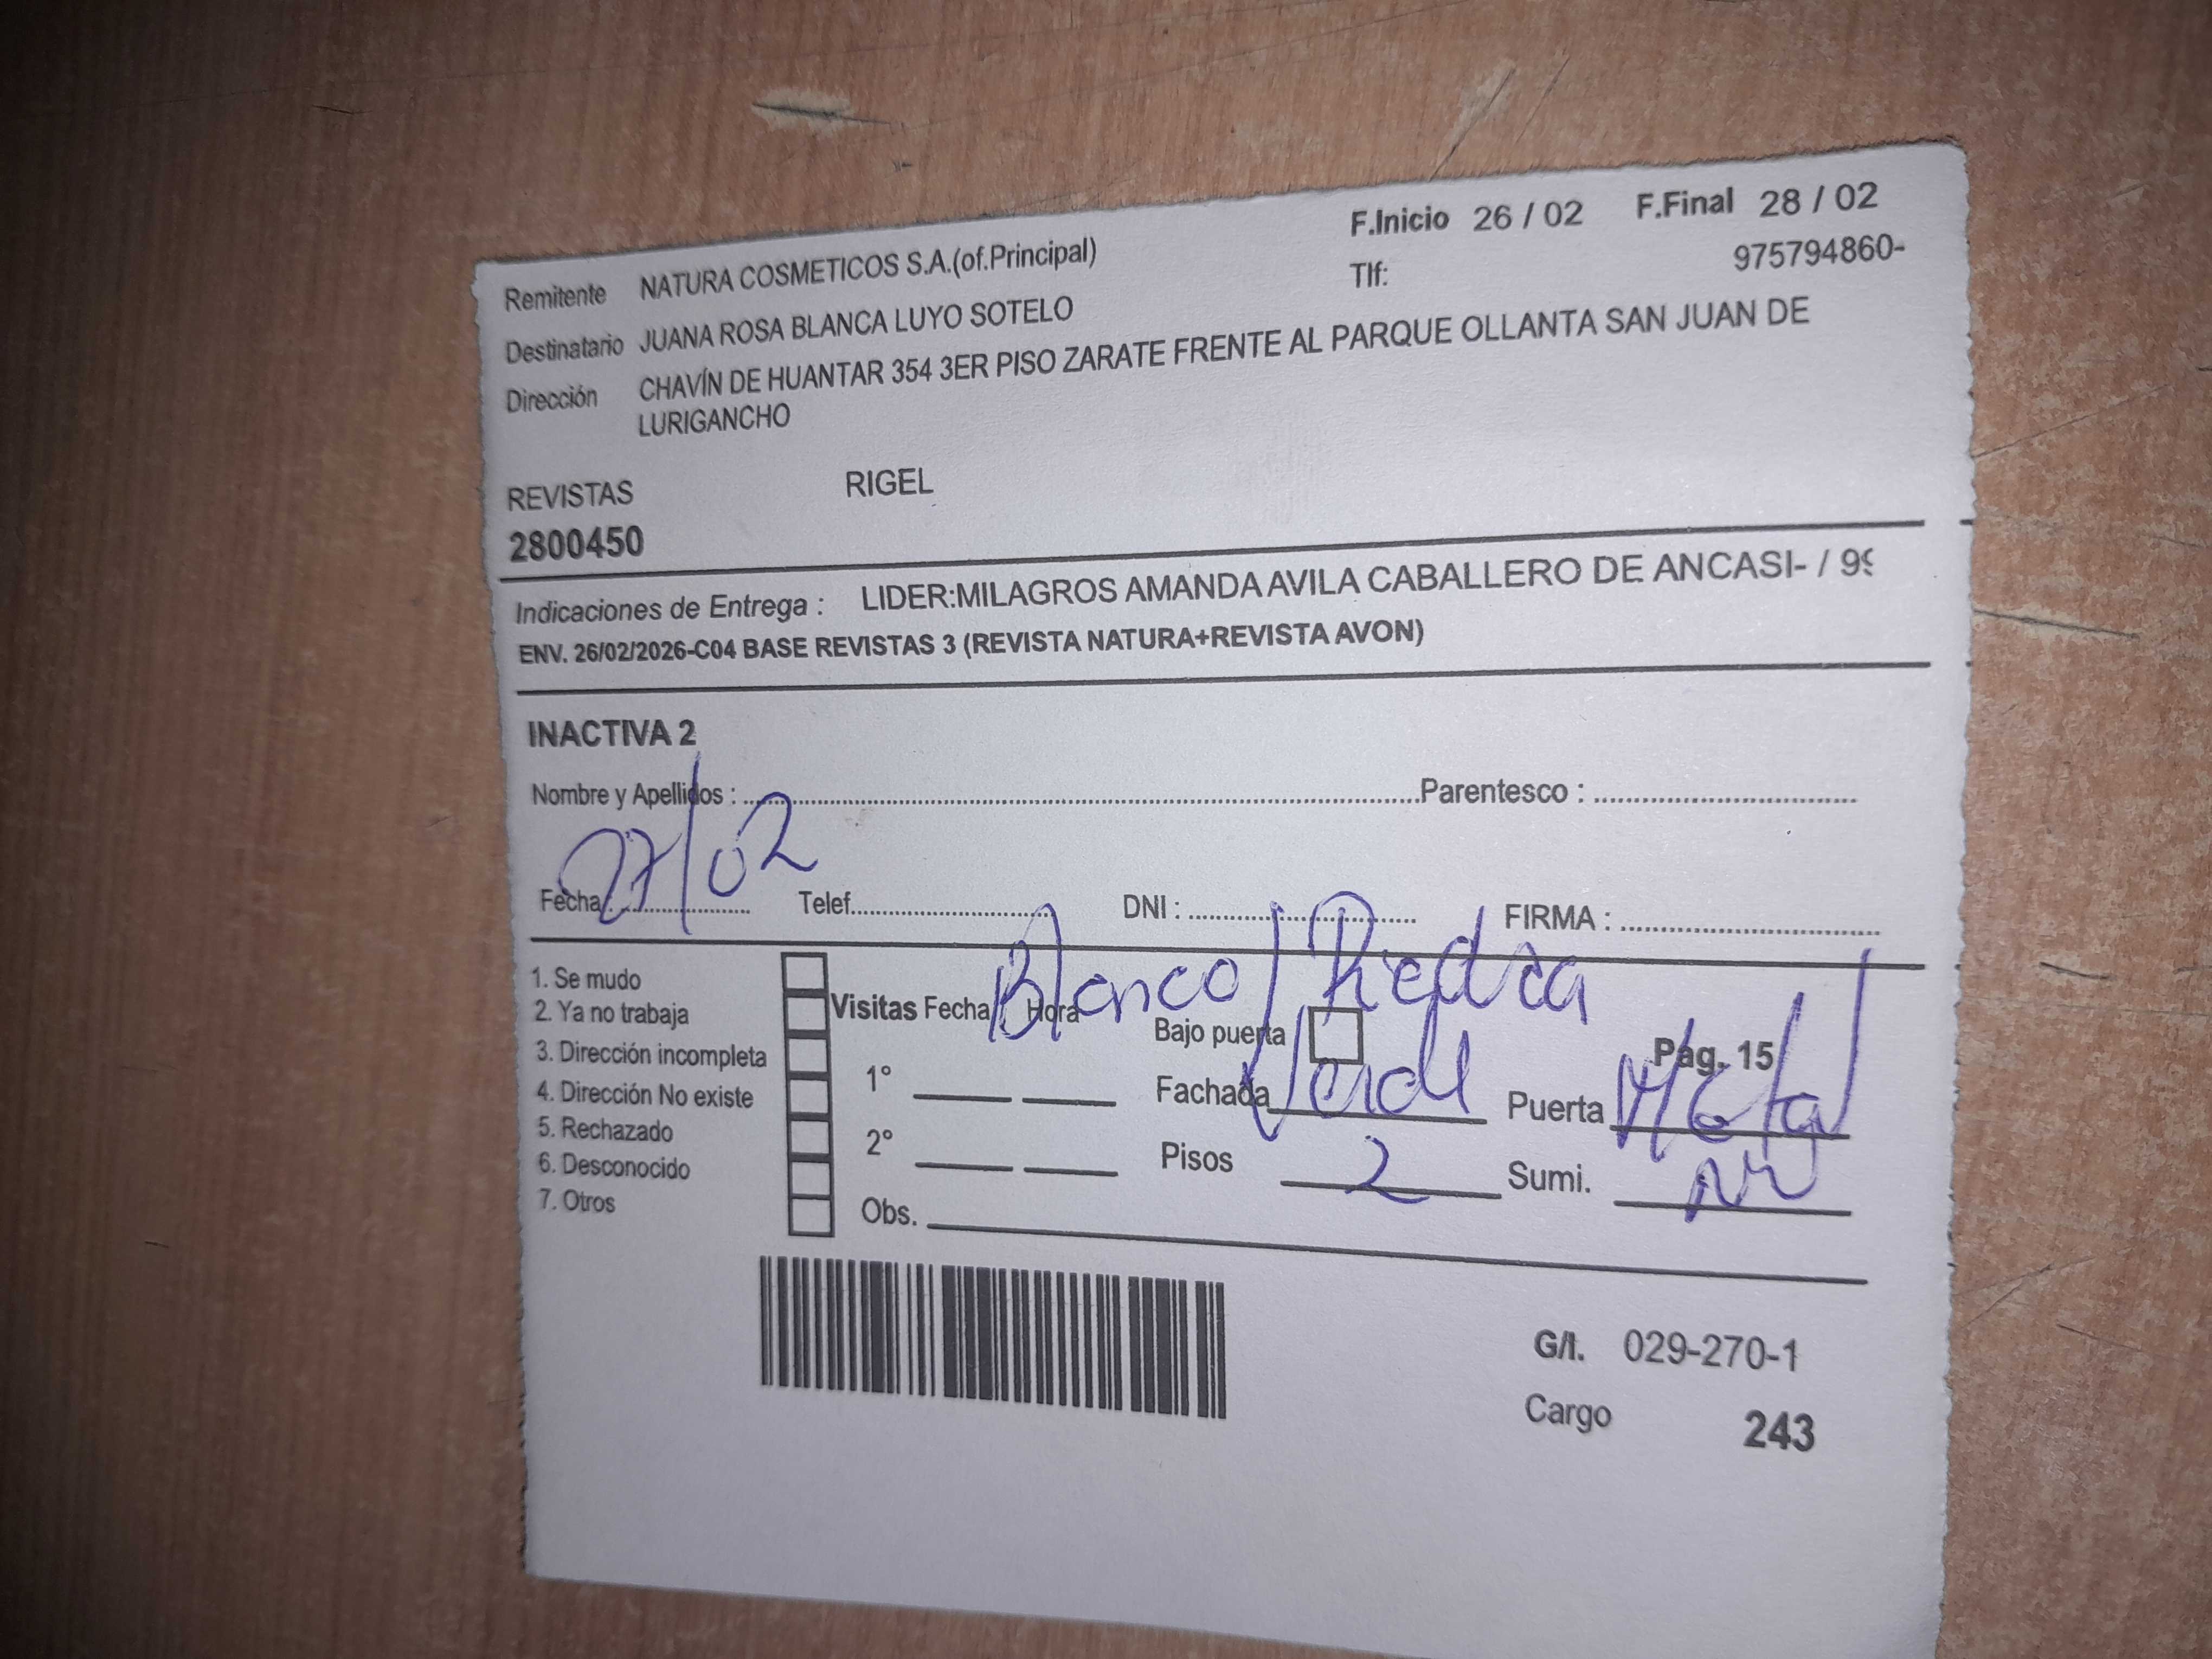 F.Inicio 26 / 02 F.Final 28 / 02
Remitente NATURA COSMETICOS S.A.(of.Principal) Tlf: 975794860-
Destinatario JUANA ROSA BLANCA LUYO SOTELO
Dirección CHAVÍN DE HUANTAR 354 3ER PISO ZARATE FRENTE AL PARQUE OLLANTA SAN JUAN DE
LURIGANCHO
REVISTAS RIGEL
2800450
Indicaciones de Entrega : LIDER:MILAGROS AMANDA AVILA CABALLERO DE ANCASI- / 99
ENV. 26/02/2026-C04 BASE REVISTAS 3 (REVISTA NATURA+REVISTA AVON)
INACTIVA 2
Nombre y Apellidos : Parentesco :
Fecha : 27/02 Telef. DNI : FIRMA :
Blanco/Piedra
1. Se mudo
2. Ya no trabaja Visitas Fecha Hora Bajo puerta Pag. 15
3. Dirección incompleta
4. Dirección No existe 1° Fachada Verde Puerta Metal
5. Rechazado
6. Desconocido 2° Pisos 2 Sumi.
7. Otros Obs.
G/I. 029-270-1
Cargo 243